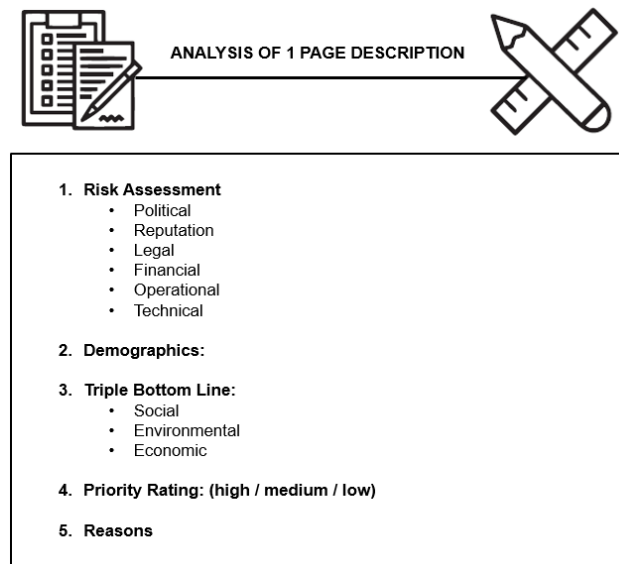 ANALYSIS OF 1 PAGE DESCRIPTION
1. Risk Assessment
• Political
• Reputation
• Legal
• Financial
• Operational
• Technical
2. Demographics:
3. Triple Bottom Line:
• Social
• Environmental
• Economic
4. Priority Rating: (high / medium / low)
5. Reasons